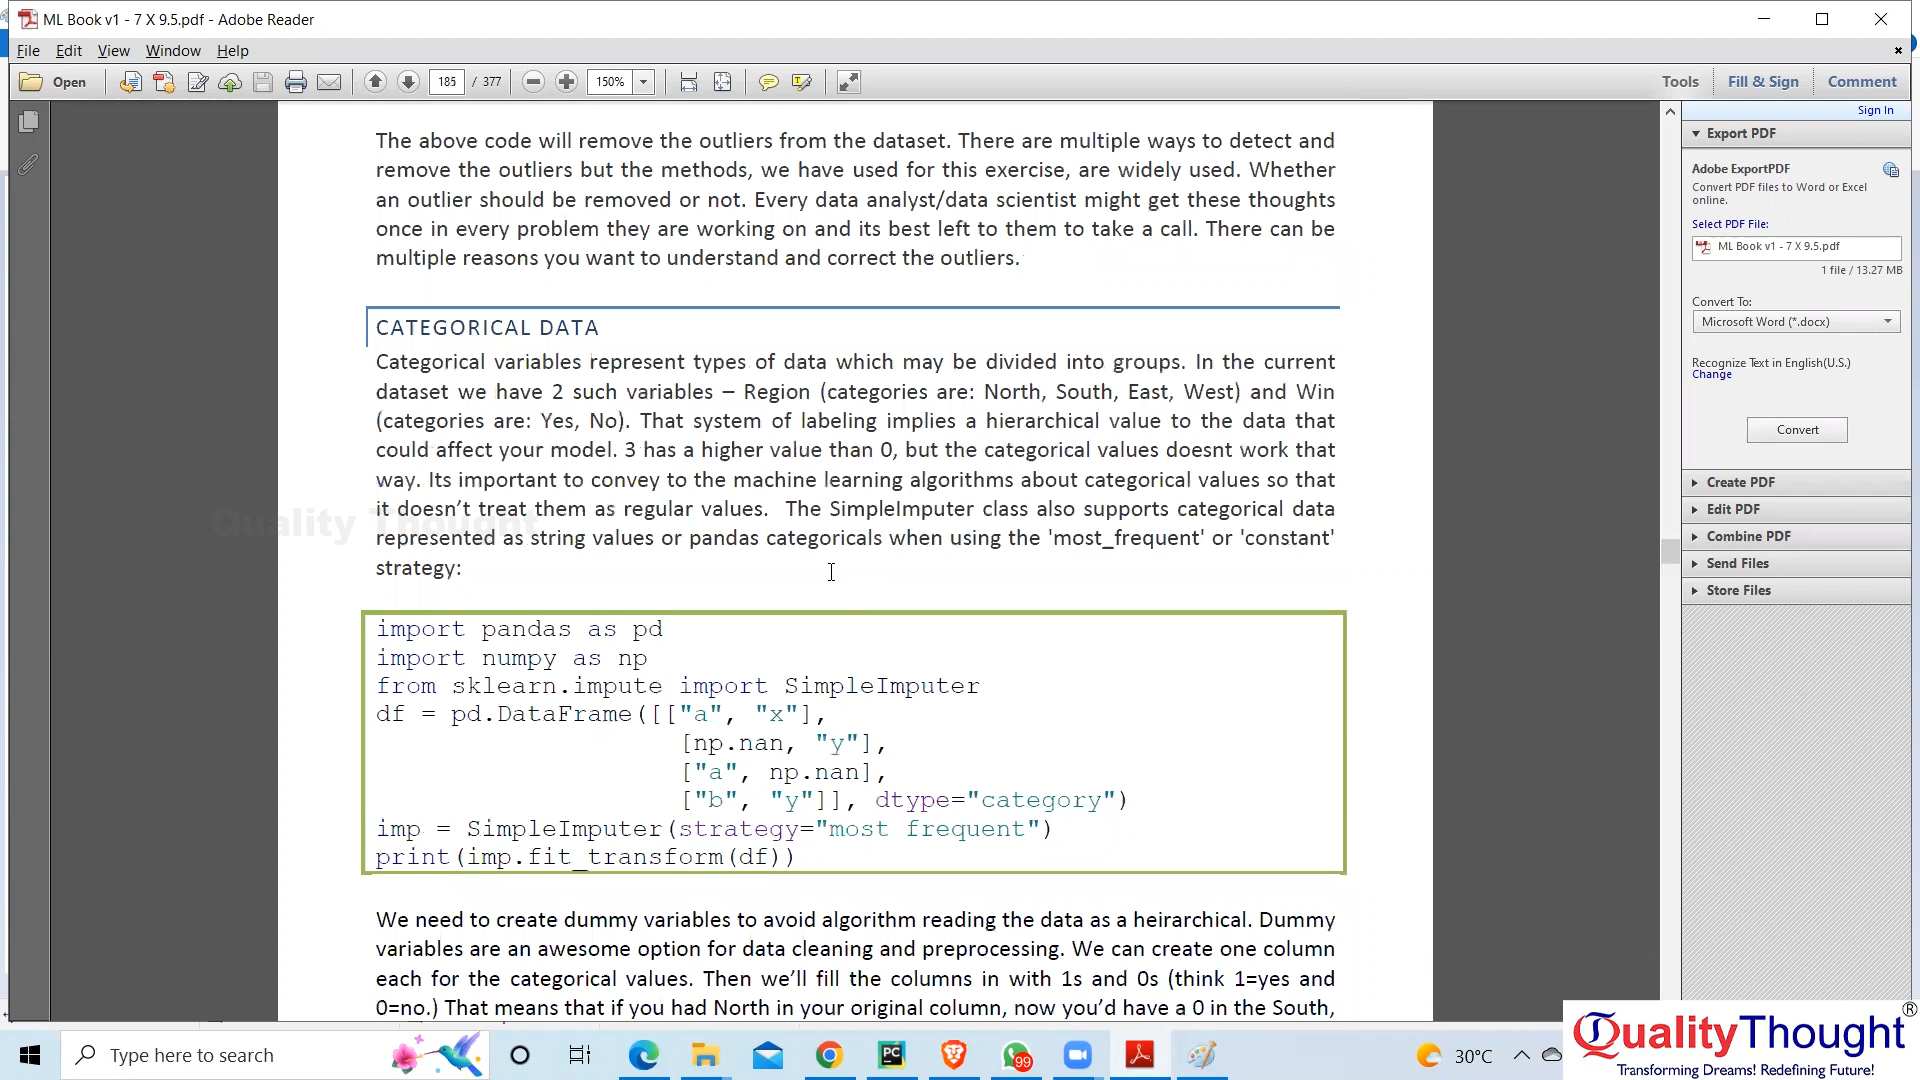 ML Book v1 - 7 X 9.5.pdf - Adobe Reader
File Edit View Window Help
Open 185 / 377 150% Tools Fill & Sign Comment
Sign In
Export PDF
Adobe ExportPDF
Convert PDF files to Word or Excel
online.
Select PDF File:
ML Book v1 - 7 X 9.5.pdf
1 file / 13.27 MB
Convert To:
Microsoft Word (*.docx)
Recognize Text in English(U.S.)
Change
Convert
Create PDF
Edit PDF
Combine PDF
Send Files
Store Files
The above code will remove the outliers from the dataset. There are multiple ways to detect and
remove the outliers but the methods, we have used for this exercise, are widely used. Whether
an outlier should be removed or not. Every data analyst/data scientist might get these thoughts
once in every problem they are working on and its best left to them to take a call. There can be
multiple reasons you want to understand and correct the outliers.
CATEGORICAL DATA
Categorical variables represent types of data which may be divided into groups. In the current
dataset we have 2 such variables – Region (categories are: North, South, East, West) and Win
(categories are: Yes, No). That system of labeling implies a hierarchical value to the data that
could affect your model. 3 has a higher value than 0, but the categorical values doesnt work that
way. Its important to convey to the machine learning algorithms about categorical values so that
it doesn’t treat them as regular values. The SimpleImputer class also supports categorical data
represented as string values or pandas categoricals when using the 'most_frequent' or 'constant'
strategy:
Quality Thought
import pandas as pd
import numpy as np
from sklearn.impute import SimpleImputer
df = pd.DataFrame([["a", "x"],
[np.nan, "y"],
["a", np.nan],
["b", "y"]], dtype="category")
imp = SimpleImputer(strategy="most frequent")
print(imp.fit_transform(df))
We need to create dummy variables to avoid algorithm reading the data as a heirarchical. Dummy
variables are an awesome option for data cleaning and preprocessing. We can create one column
each for the categorical values. Then we’ll fill the columns in with 1s and 0s (think 1=yes and
0=no.) That means that if you had North in your original column, now you’d have a 0 in the South,
Type here to search
PC
99
30°C
QualityThought®
Transforming Dreams! Redefining Future!